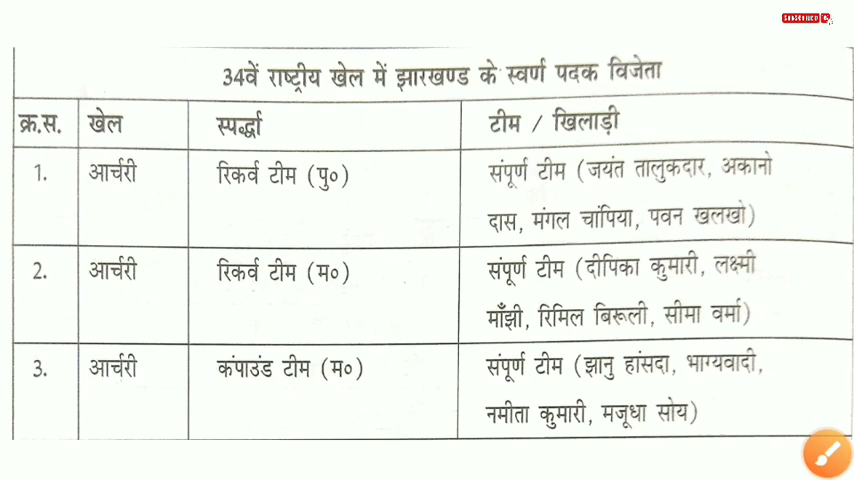 SUBSCRIBED
34वें राष्ट्रीय खेल में झारखण्ड के स्वर्ण पदक विजेता
क्र.स. खेल स्पर्द्धा टीम / खिलाड़ी
1. आर्चरी रिकर्व टीम (पु०) संपूर्ण टीम (जयंत तालुकदार, अकानो
दास, मंगल चांपिया, पवन खलखो)
2. आर्चरी रिकर्व टीम (म०) संपूर्ण टीम (दीपिका कुमारी, लक्ष्मी
माँझी, रिमिल बिरूली, सीमा वर्मा)
3. आर्चरी कंपाउंड टीम (म०) संपूर्ण टीम (झानु हांसदा, भाग्यवादी,
नमीता कुमारी, मजूधा सोय)